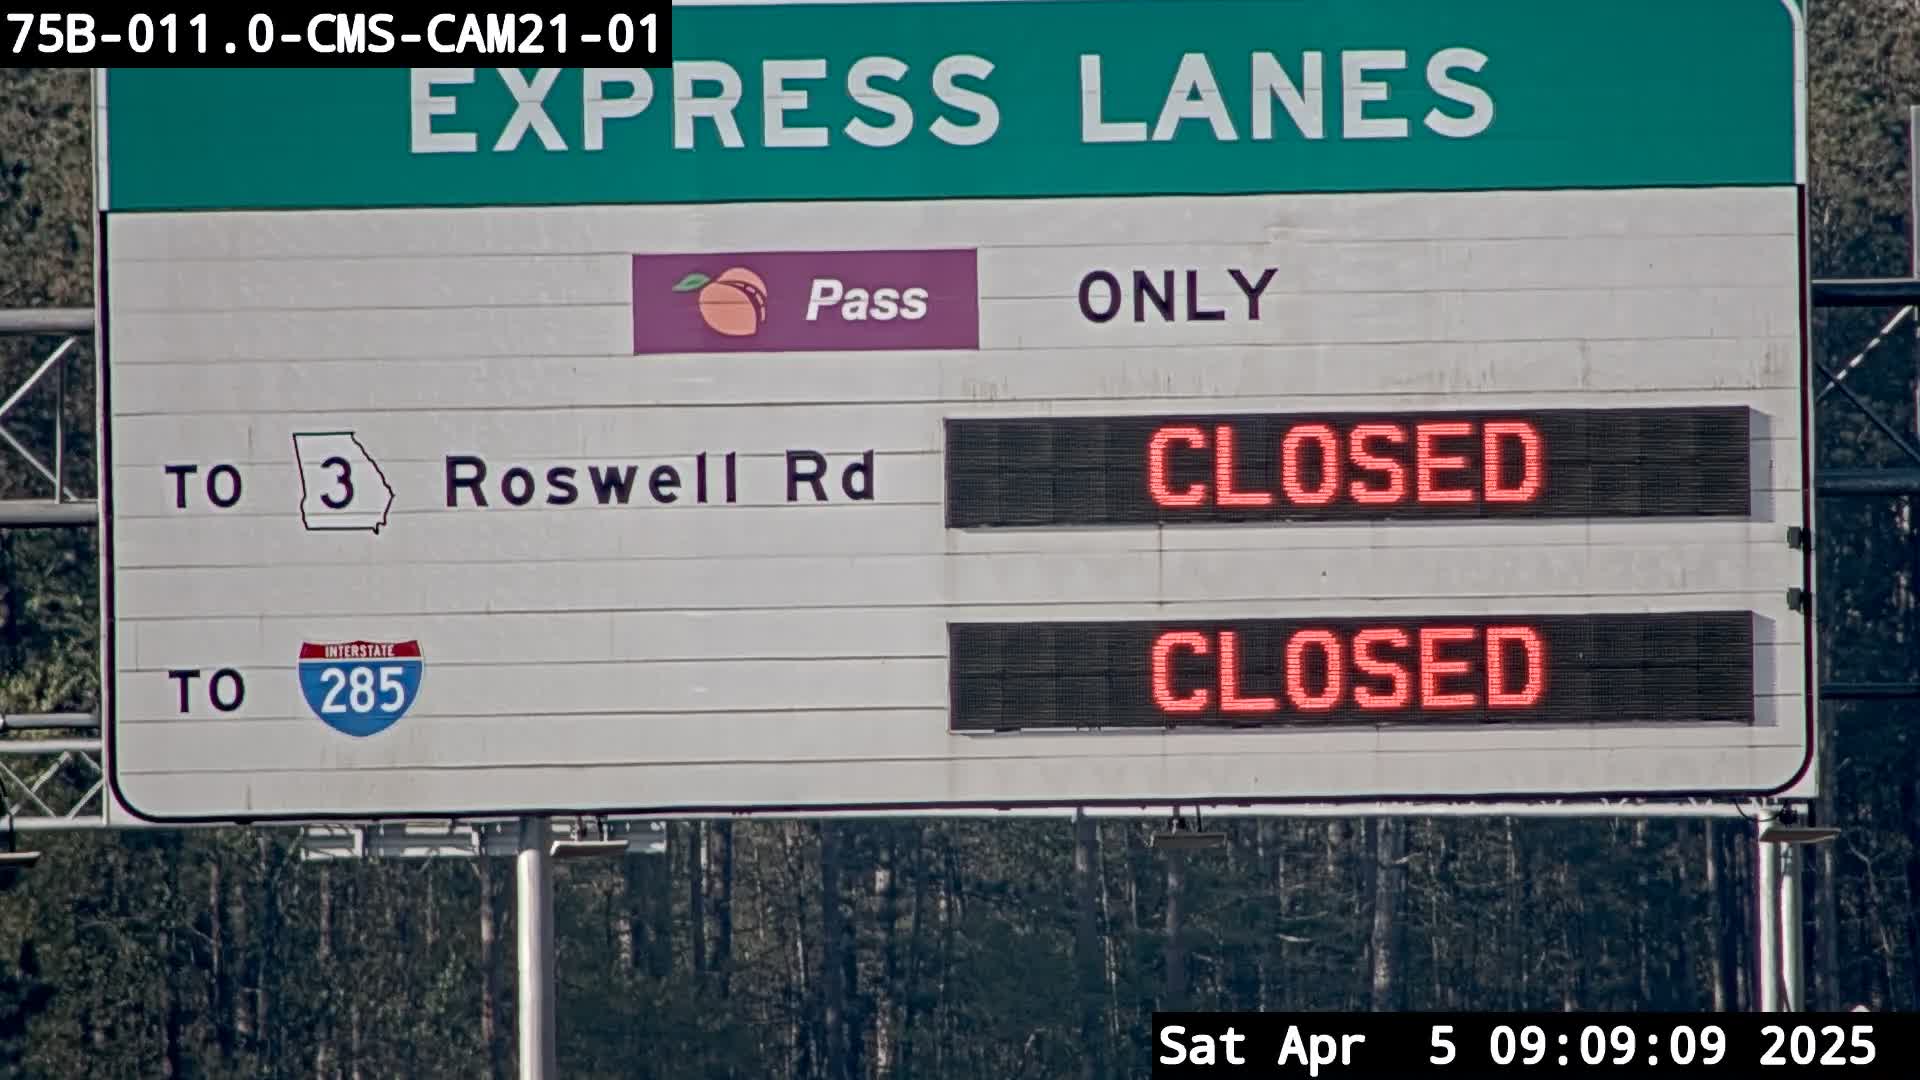 75B-011.0-CMS-CAM21-01
EXPRESS LANES
Pass ONLY
TO 3 Roswell Rd CLOSED
INTERSTATE
TO 285 CLOSED
Sat Apr 5 09:09:09 2025